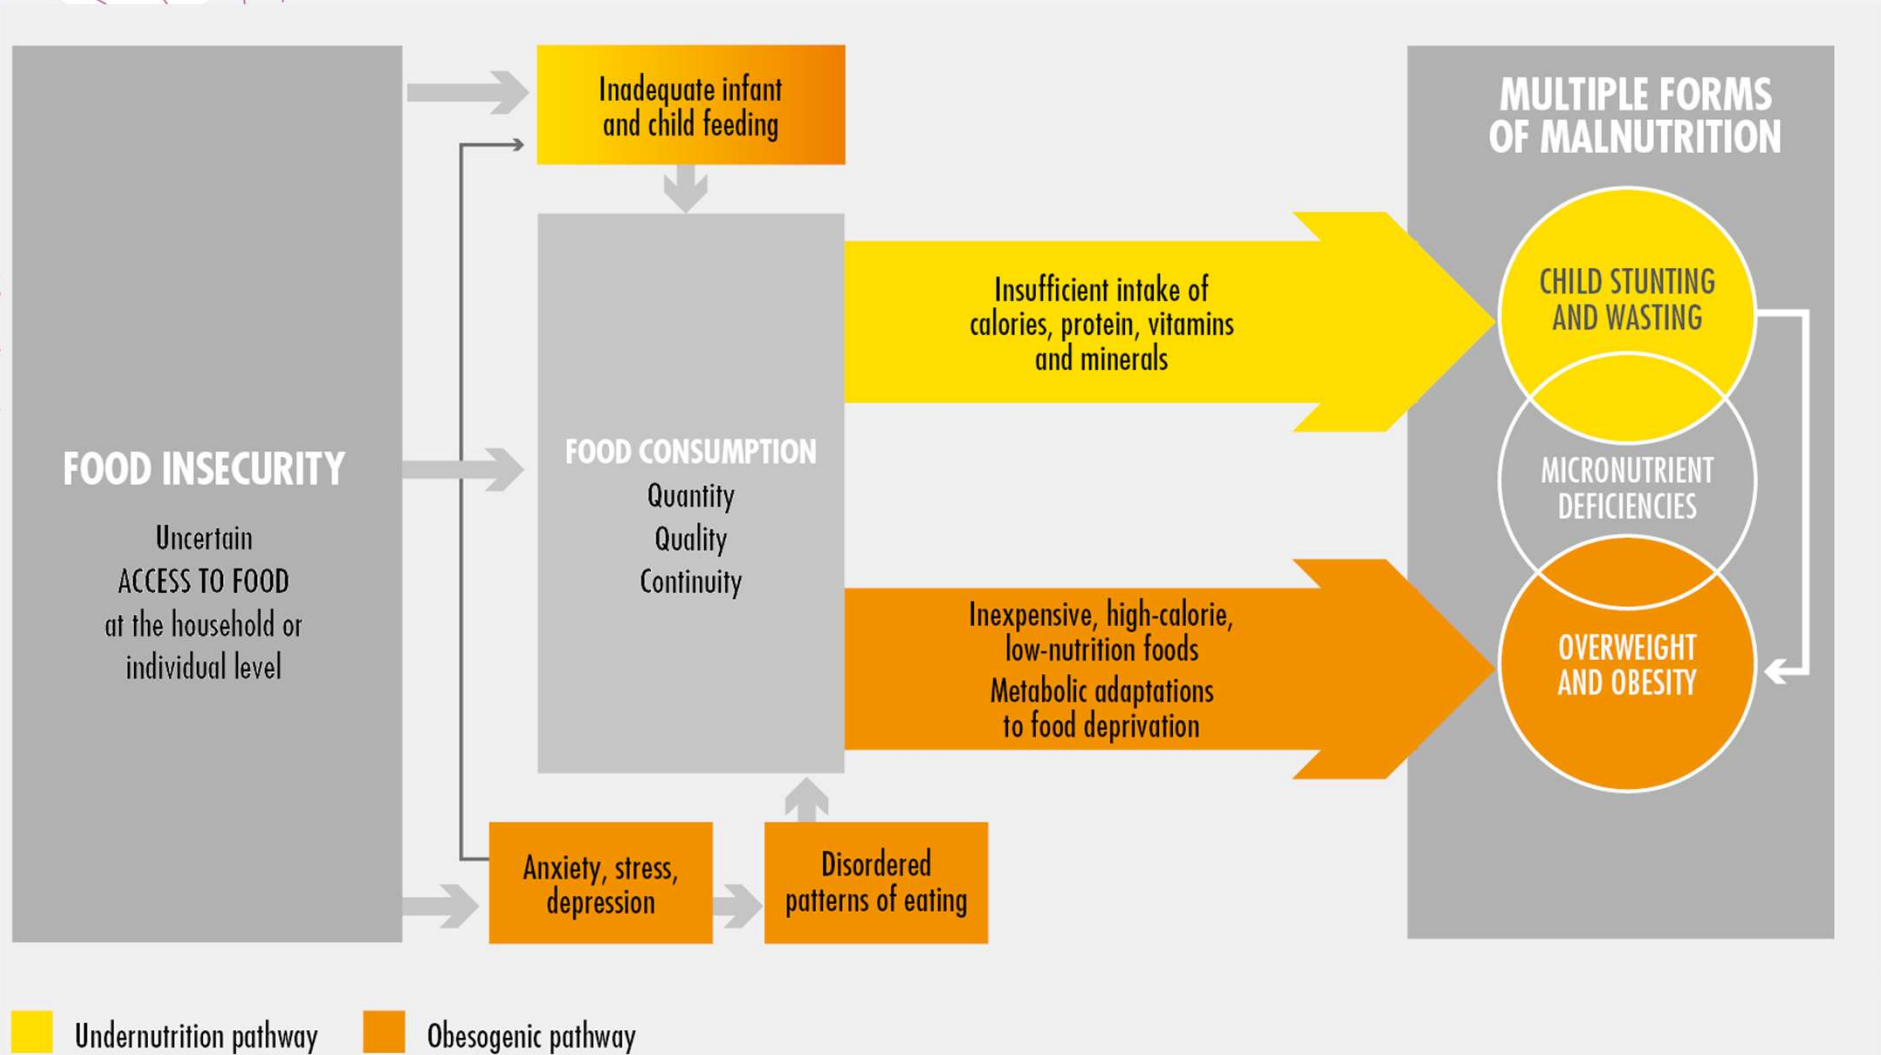 FOOD INSECURITY
Uncertain
ACCESS TO FOOD
at the household or
individual level
Inadequate infant
and child feeding
FOOD CONSUMPTION
Quantity
Quality
Continuity
Anxiety, stress,
depression
Disordered
patterns of eating
Insufficient intake of
calories, protein, vitamins
and minerals
Inexpensive, high-calorie,
low-nutrition foods
Metabolic adaptations
to food deprivation
MULTIPLE FORMS
OF MALNUTRITION
CHILD STUNTING
AND WASTING
MICRONUTRIENT
DEFICIENCIES
OVERWEIGHT
AND OBESITY
Undernutrition pathway
Obesogenic pathway